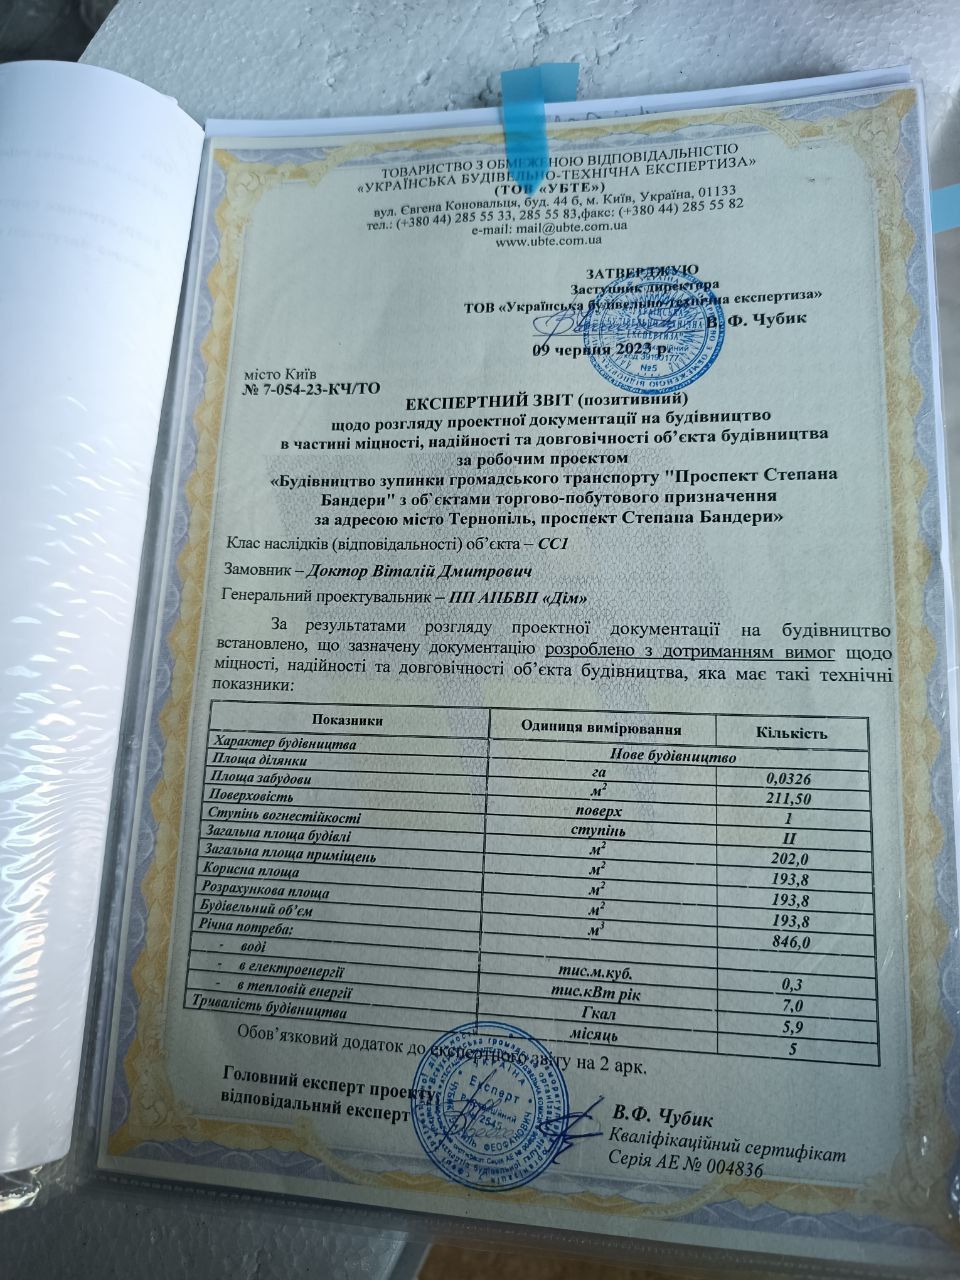 ТОВАРИСТВО З ОБМЕЖЕНОЮ ВІДПОВІДАЛЬНІСТЮ
«УКРАЇНСЬКА БУДІВЕЛЬНО-ТЕХНІЧНА ЕКСПЕРТИЗА»
(ТОВ «УБТЕ»)
вул. Євгена Коновальця, буд. 44 б, м. Київ, Україна, 01133
тел.: (+380 44) 285 55 33, 285 55 83,факс: (+380 44) 285 55 82
e-mail: mail@ubte.com.ua
www.ubte.com.ua
ЗАТВЕРДЖУЮ
Заступник директора
ТОВ «Українська будівельно-технічна експертиза»
В. Ф. Чубик
09 червня 2023 р.
місто Київ
№ 7-054-23-КЧ/ТО
ЕКСПЕРТНИЙ ЗВІТ (позитивний)
щодо розгляду проектної документації на будівництво
в частині міцності, надійності та довговічності об’єкта будівництва
за робочим проектом
«Будівництво зупинки громадського транспорту "Проспект Степана
Бандери" з об`єктами торгово-побутового призначення
за адресою місто Тернопіль, проспект Степана Бандери»
Клас наслідків (відповідальності) об’єкта – СС1
Замовник – Доктор Віталій Дмитрович
Генеральний проектувальник – ПП АПБВП «Дім»
За результатами розгляду проектної документації на будівництво
встановлено, що зазначену документацію розроблено з дотриманням вимог щодо
міцності, надійності та довговічності об’єкта будівництва, яка має такі технічні
показники:
Показники Одиниця вимірювання Кількість
Характер будівництва Нове будівництво
Площа ділянки га 0,0326
Площа забудови м² 211,50
Поверховість поверх 1
Ступінь вогнестійкості ступінь II
Загальна площа будівлі м² 202,0
Загальна площа приміщень м² 193,8
Корисна площа м² 193,8
Розрахункова площа м² 193,8
Будівельний об’єм м³ 846,0
Річна потреба:
- воді тис.м.куб. 0,3
- в електроенергії тис.кВт рік 7,0
- в тепловій енергії Гкал 5,9
Тривалість будівництва місяць 5
Обов’язковий додаток до експертного звіту на 2 арк.
Головний експерт проекту,
відповідальний експерт
В.Ф. Чубик
Кваліфікаційний сертифікат
Серія АЕ № 004836
УКРАЇНА
Експерт